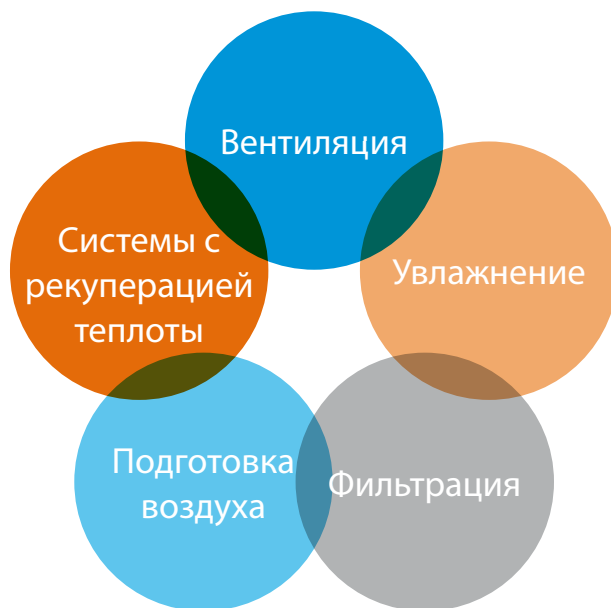 Вентиляция
Увлажнение
Фильтрация
Подготовка
воздуха
Системы с
рекуперацией
теплоты